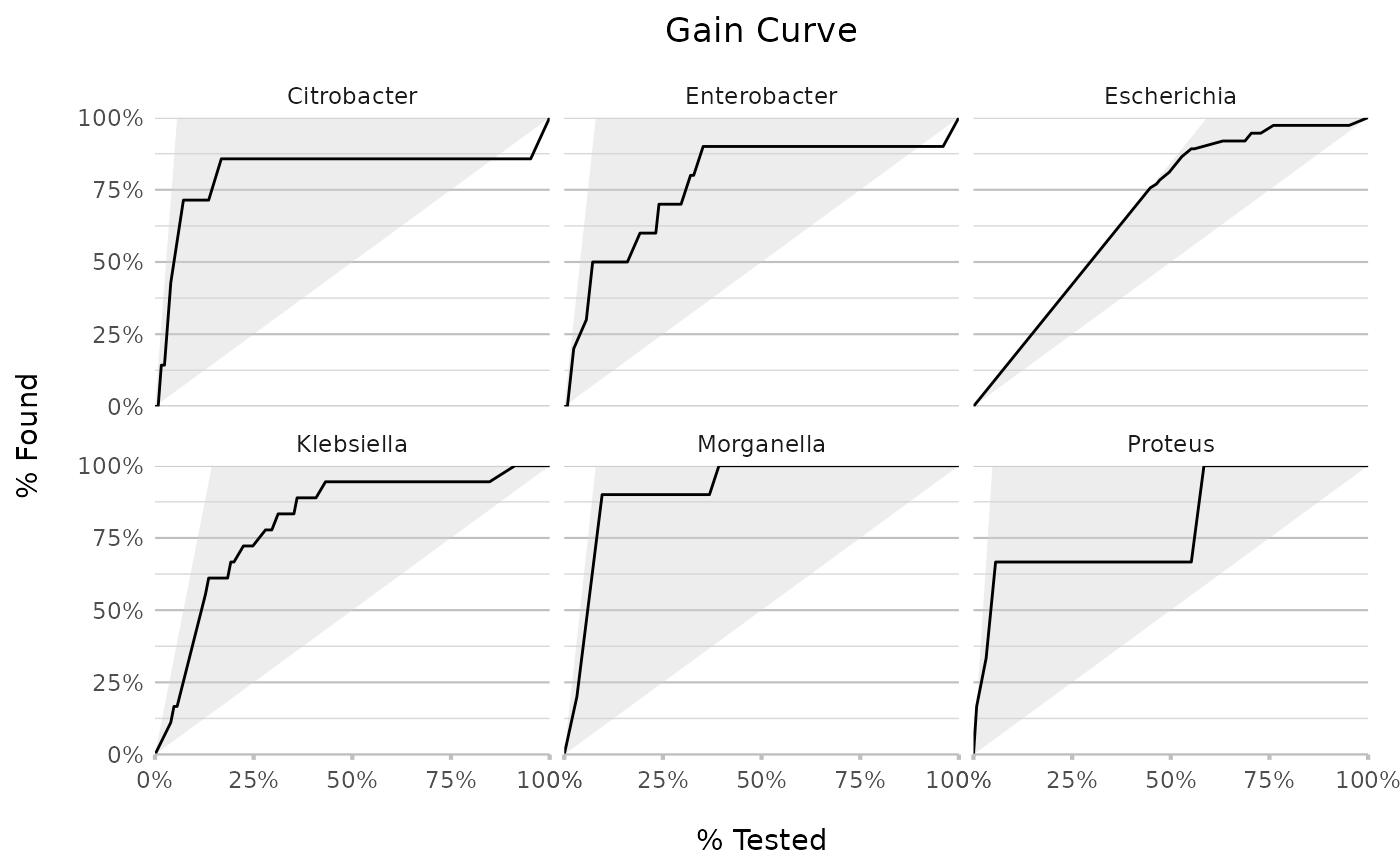 Gain Curve
Citrobacter Enterobacter Escherichia
100%
75%
50%
25%
0%
% Found
Klebsiella Morganella Proteus
100%
75%
50%
25%
0%
0% 25% 50% 75% 100% 0% 25% 50% 75% 100% 0% 25% 50% 75% 100%
% Tested